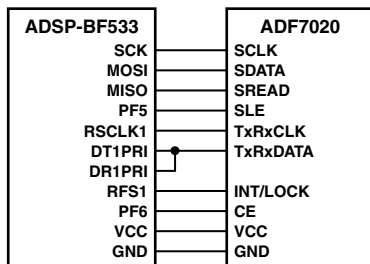 ADSP-BF533 ADF7020
SCK SCLK
MOSI SDATA
MISO SREAD
PF5 SLE
RSCLK1 TxRxCLK
DT1PRI TxRxDATA
DR1PRI
RFS1 INT/LOCK
PF6 CE
VCC VCC
GND GND